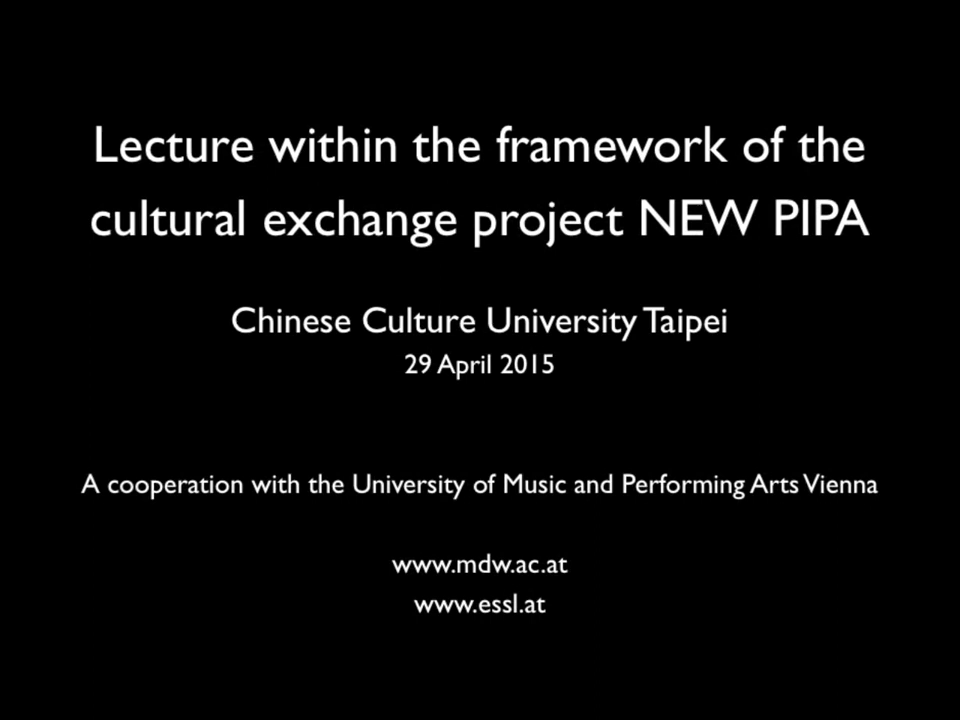 Lecture within the framework of the
cultural exchange project NEW PIPA
Chinese Culture University Taipei
29 April 2015
A cooperation with the University of Music and Performing Arts Vienna
www.mdw.ac.at
www.essl.at